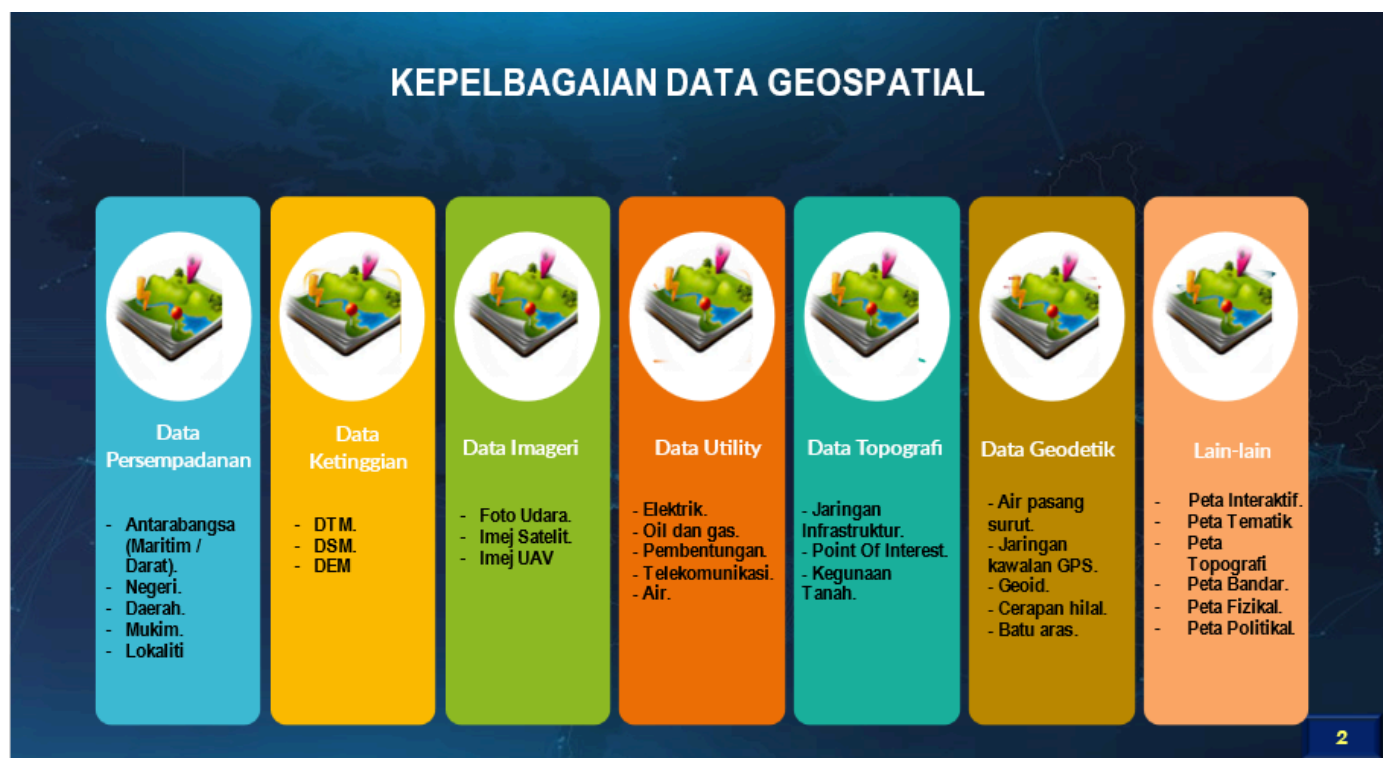 KEPELBAGAIAN DATA GEOSPATIAL
Data
Persempadanan
- Antarabangsa
(Maritim /
Darat).
- Negeri.
- Daerah.
- Mukim.
- Lokaliti
Data
Ketinggian
- DTM.
- DSM.
- DEM
Data Imageri
- Foto Udara.
- Imej Satelit.
- Imej UAV
Data Utility
- Elektrik.
- Oil dan gas.
- Pembentungan.
- Telekomunikasi.
- Air.
Data Topografi
- Jaringan
Infrastruktur.
- Point Of Interest.
- Kegunaan
Tanah.
Data Geodetik
- Air pasang
surut.
- Jaringan
kawalan GPS.
- Geoid.
- Cerapan hilal.
- Batu aras.
Lain-lain
- Peta Interaktif.
- Peta Tematik
- Peta
Topografi
- Peta Bandar.
- Peta Fizikal.
- Peta Politikal.
2